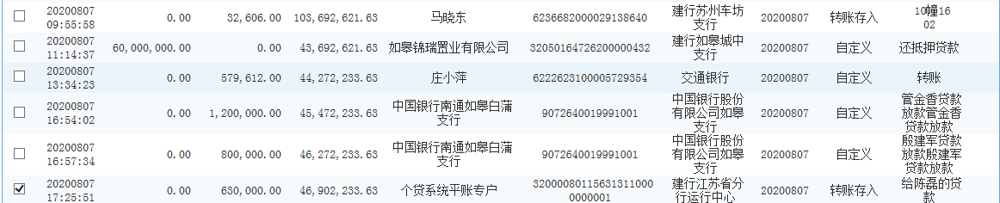 20200807
09:55:58
0.00
32,606.00
103,692,621.63
马晓东
6236682000029138640
建行苏州车坊
支行
20200807
转账存入
10幢16
02
20200807
11:14:37
60,000,000.00
0.00
43,692,621.63
如皋锦瑞置业有限公司
32050164726200000432
建行如皋城中
支行
20200807
自定义
还抵押贷款
20200807
13:34:23
0.00
579,612.00
44,272,233.63
庄小萍
6222623100005729354
交通银行
20200807
自定义
转账
20200807
16:54:02
0.00
1,200,000.00
45,472,233.63
中国银行南通如皋白蒲
支行
9072640019991001
中国银行股份
有限公司如皋
支行
20200807
自定义
管金香贷款
放款管金香
贷款放款
20200807
16:57:34
0.00
800,000.00
46,272,233.63
中国银行南通如皋白蒲
支行
9072640019991001
中国银行股份
有限公司如皋
支行
20200807
自定义
殷建军贷款
放款殷建军
贷款放款
20200807
17:25:51
0.00
630,000.00
46,902,233.63
个贷系统平账专户
32000080115631311000
0000001
建行江苏省分
行运行中心
20200807
转账存入
给陈磊的贷
款